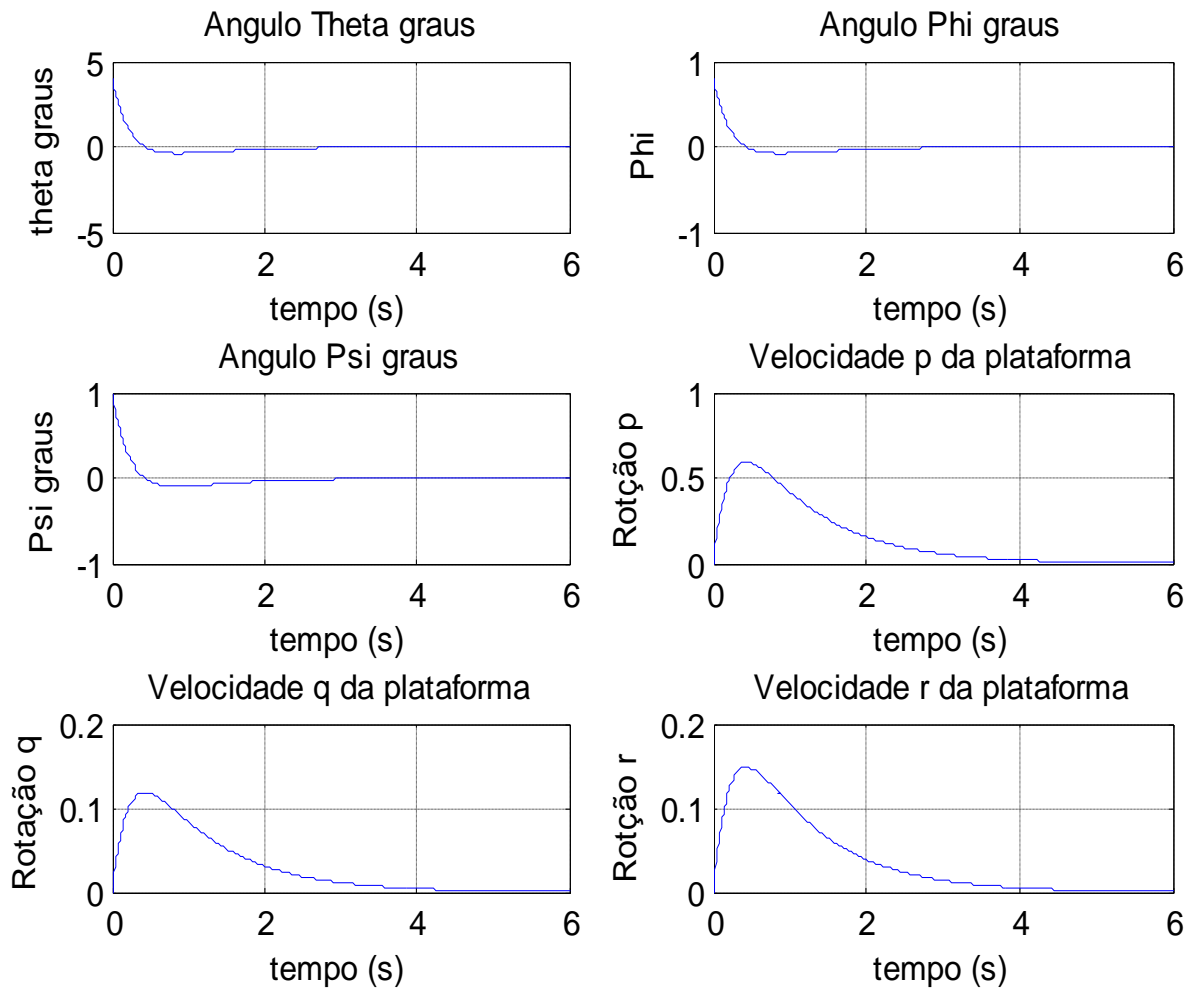 Angulo Theta graus
theta graus
5
0
-5
0 2 4 6
tempo (s)
Angulo Phi graus
Phi
1
0
-1
0 2 4 6
tempo (s)
Angulo Psi graus
Psi graus
1
0
-1
0 2 4 6
tempo (s)
Velocidade p da plataforma
Rotção p
1
0.5
0
0 2 4 6
tempo (s)
Velocidade q da plataforma
Rotação q
0.2
0.1
0
0 2 4 6
tempo (s)
Velocidade r da plataforma
Rotção r
0.2
0.1
0
0 2 4 6
tempo (s)